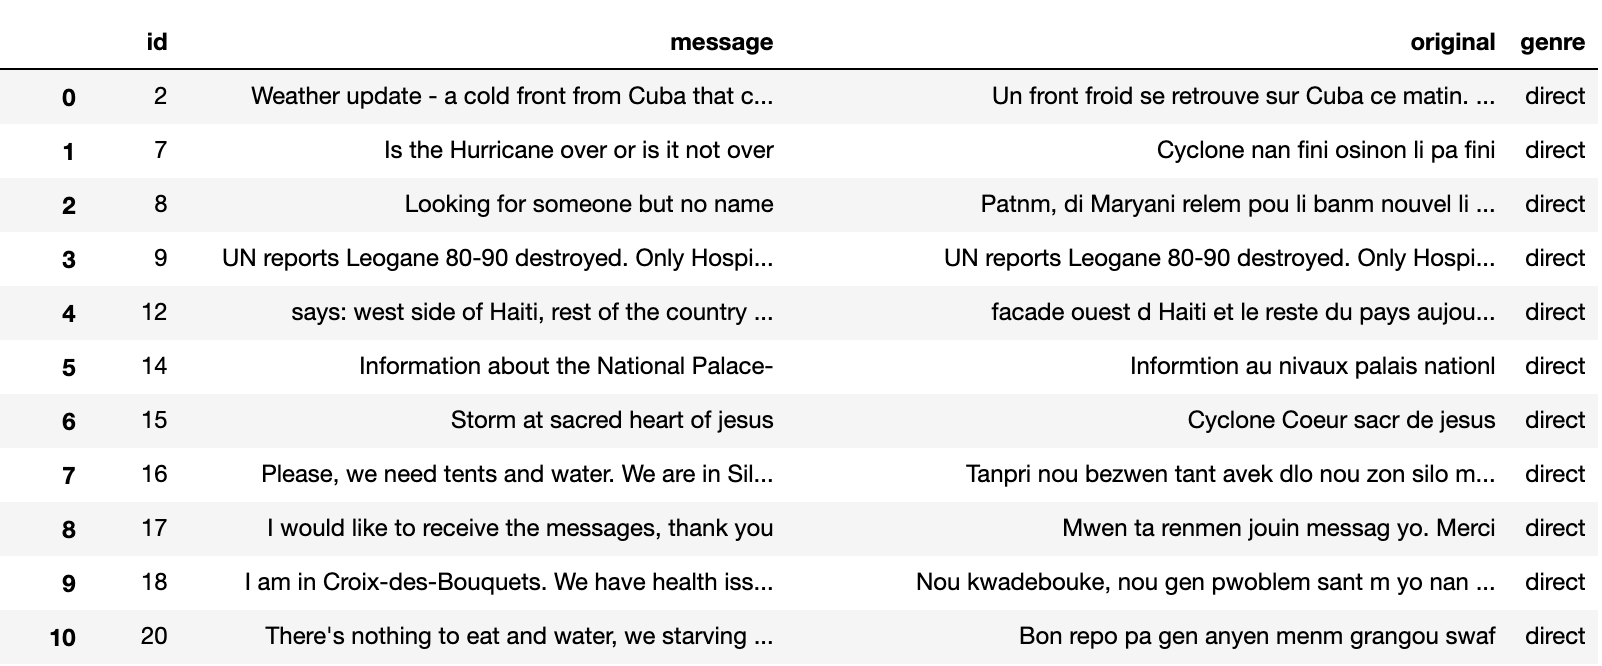 id message original genre
0 2 Weather update - a cold front from Cuba that c... Un front froid se retrouve sur Cuba ce matin. ... direct
1 7 Is the Hurricane over or is it not over Cyclone nan fini osinon li pa fini direct
2 8 Looking for someone but no name Patnm, di Maryani relem pou li banm nouvel li ... direct
3 9 UN reports Leogane 80-90 destroyed. Only Hospi... UN reports Leogane 80-90 destroyed. Only Hospi... direct
4 12 says: west side of Haiti, rest of the country ... facade ouest d Haiti et le reste du pays aujou... direct
5 14 Information about the National Palace- Informtion au nivaux palais nationl direct
6 15 Storm at sacred heart of jesus Cyclone Coeur sacr de jesus direct
7 16 Please, we need tents and water. We are in Sil... Tanpri nou bezwen tant avek dlo nou zon silo m... direct
8 17 I would like to receive the messages, thank you Mwen ta renmen jouin messag yo. Merci direct
9 18 I am in Croix-des-Bouquets. We have health iss... Nou kwadebouke, nou gen pwoblem sant m yo nan ... direct
10 20 There's nothing to eat and water, we starving ... Bon repo pa gen anyen menm grangou swaf direct